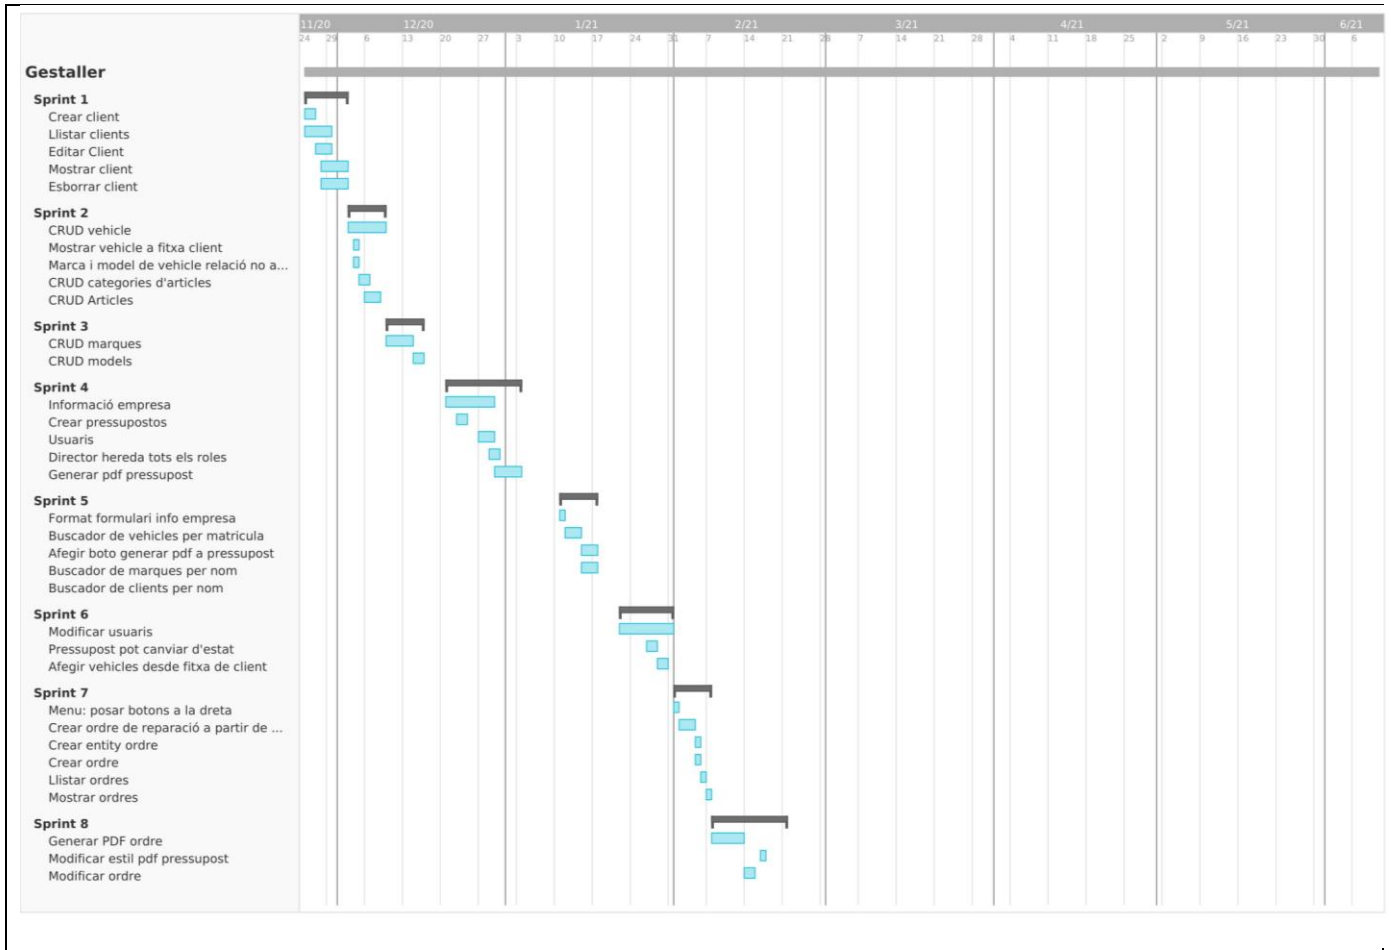 11/20 12/20 1/21 2/21 3/21 4/21 5/21 6/21
24 29 6 13 20 27 3 10 17 24 31 7 14 21 28 7 14 21 28 4 11 18 25 2 9 16 23 30 6
Gestaller
Sprint 1
Crear client
Llistar clients
Editar Client
Mostrar client
Esborrar client
Sprint 2
CRUD vehicle
Mostrar vehicle a fitxa client
Marca i model de vehicle relació no a...
CRUD categories d'articles
CRUD Articles
Sprint 3
CRUD marques
CRUD models
Sprint 4
Informació empresa
Crear pressupostos
Usuaris
Director hereda tots els roles
Generar pdf pressupost
Sprint 5
Format formulari info empresa
Buscador de vehicles per matricula
Afegir boto generar pdf a pressupost
Buscador de marques per nom
Buscador de clients per nom
Sprint 6
Modificar usuaris
Pressupost pot canviar d'estat
Afegir vehicles desde fitxa de client
Sprint 7
Menu: posar botons a la dreta
Crear ordre de reparació a partir de ...
Crear entity ordre
Crear ordre
Llistar ordres
Mostrar ordres
Sprint 8
Generar PDF ordre
Modificar estil pdf pressupost
Modificar ordre